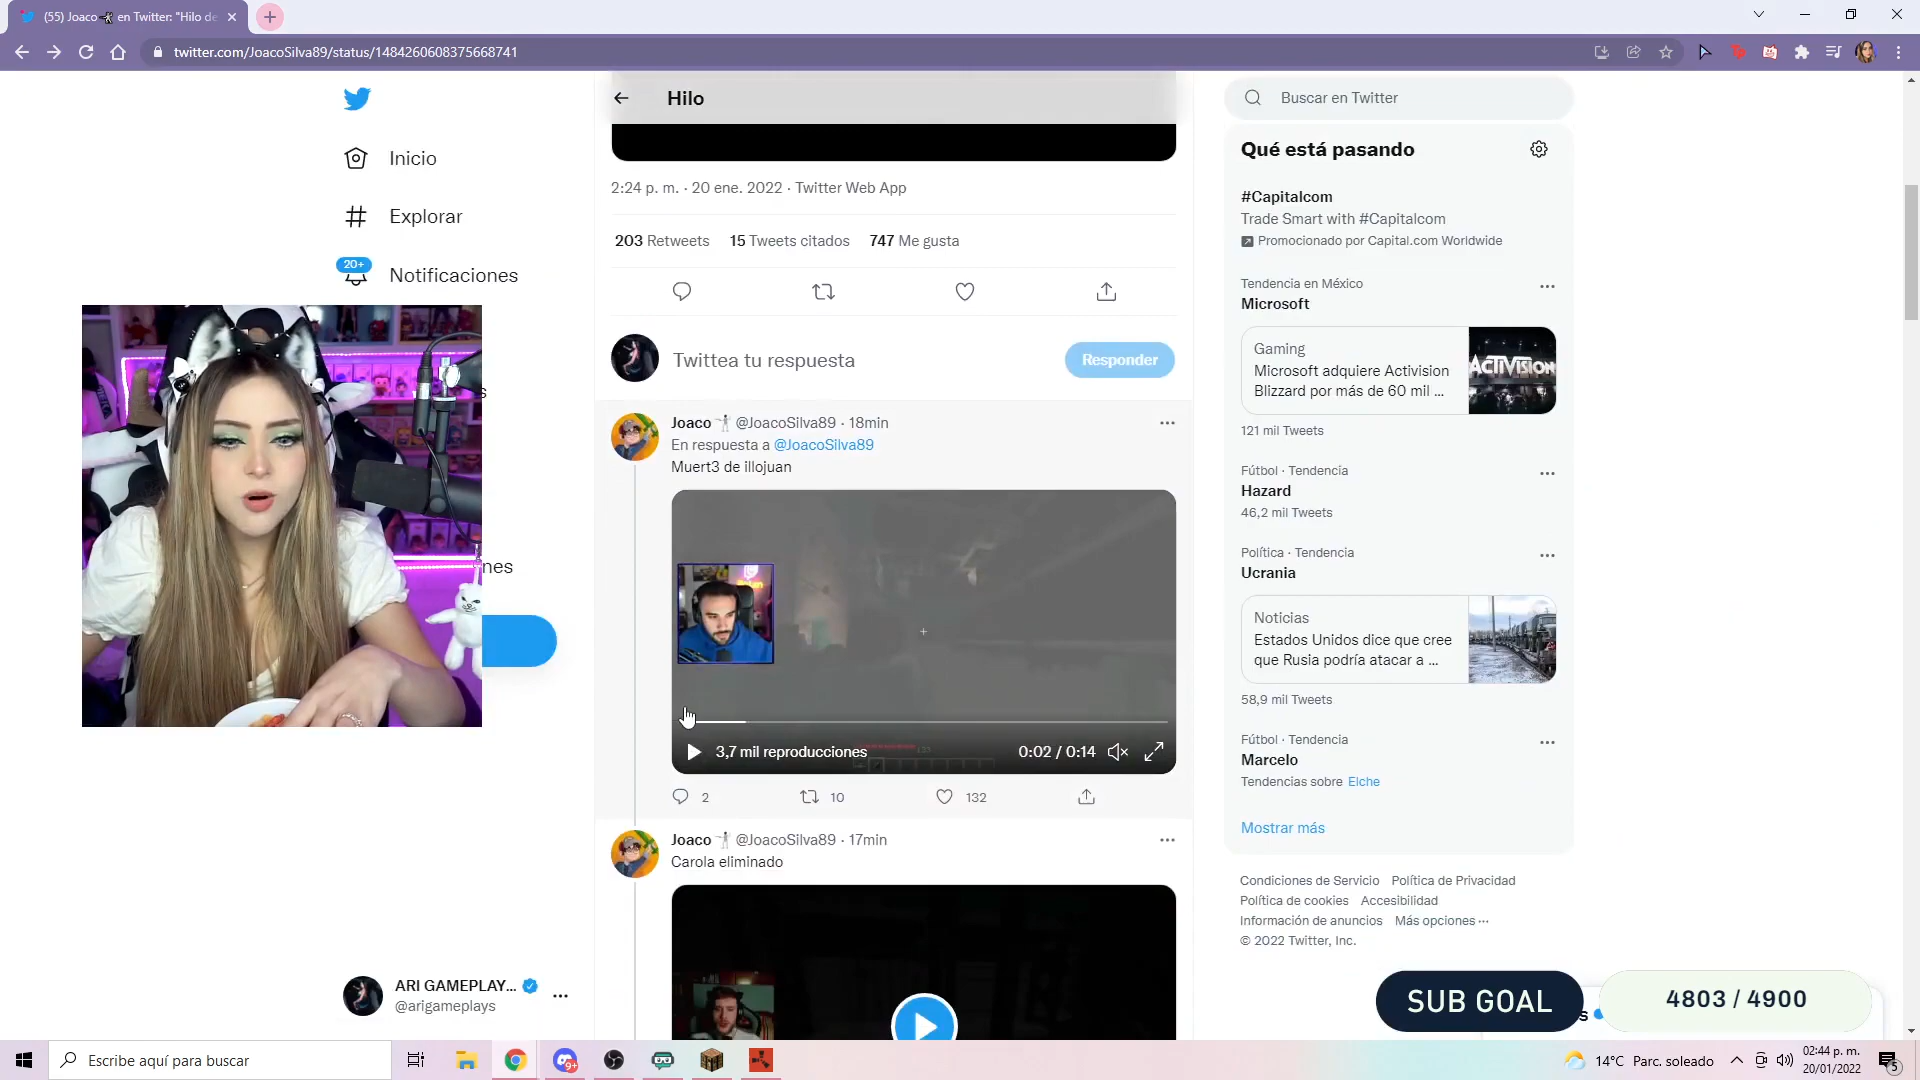 (55) Joaco en Twitter: "Hilo de
twitter.com/JoacoSilva89/status/1484260608375668741
Inicio
Explorar
20+
Notificaciones
nes
ARI GAMEPLAY...
@arigameplays
Hilo
2:24 p. m. · 20 ene. 2022 · Twitter Web App
203 Retweets 15 Tweets citados 747 Me gusta
Twittea tu respuesta
Responder
Joaco @JoacoSilva89 · 18min
En respuesta a @JoacoSilva89
Muert3 de illojuan
3,7 mil reproducciones
0:02 / 0:14
2 10 132
Joaco @JoacoSilva89 · 17min
Carola eliminado
Buscar en Twitter
Qué está pasando
#Capitalcom
Trade Smart with #Capitalcom
Promocionado por Capital.com Worldwide
Tendencia en México
Microsoft
Gaming
Microsoft adquiere Activision
Blizzard por más de 60 mil ...
ACTIVISION
121 mil Tweets
Fútbol · Tendencia
Hazard
46,2 mil Tweets
Política · Tendencia
Ucrania
Noticias
Estados Unidos dice que cree
que Rusia podría atacar a ...
58,9 mil Tweets
Fútbol · Tendencia
Marcelo
Tendencias sobre Elche
Mostrar más
Condiciones de Servicio Política de Privacidad
Política de cookies Accesibilidad
Información de anuncios Más opciones ···
© 2022 Twitter, Inc.
SUB GOAL
4803 / 4900
Escribe aquí para buscar
9+
14°C Parc. soleado
02:44 p. m.
20/01/2022
5